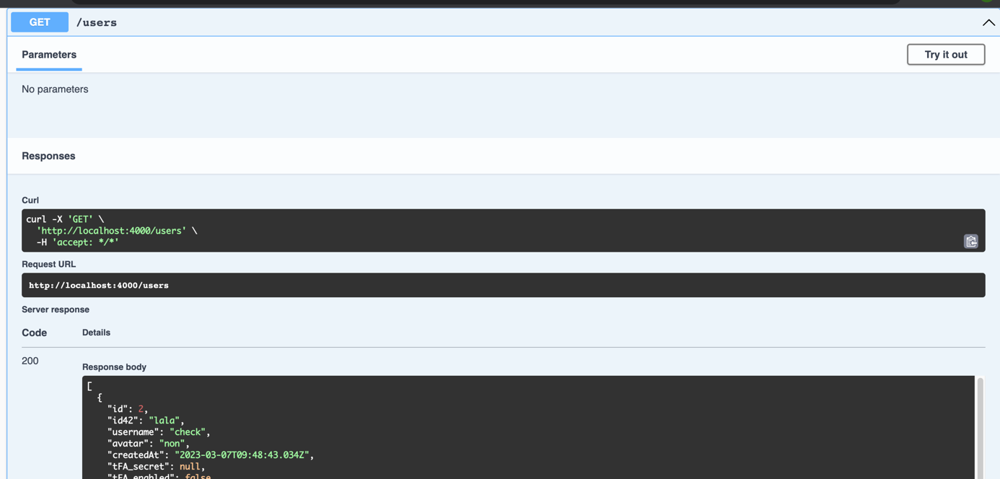 GET /users
Parameters
Try it out
No parameters
Responses
Curl
curl -X 'GET' \
'http://localhost:4000/users' \
-H 'accept: */*'
Request URL
http://localhost:4000/users
Server response
Code Details
200
Response body
[
{
"id": 2,
"id42": "lala",
"username": "check",
"avatar": "non",
"createdAt": "2023-03-07T09:48:43.034Z",
"tFA_secret": null,
"tFA_enabled": false